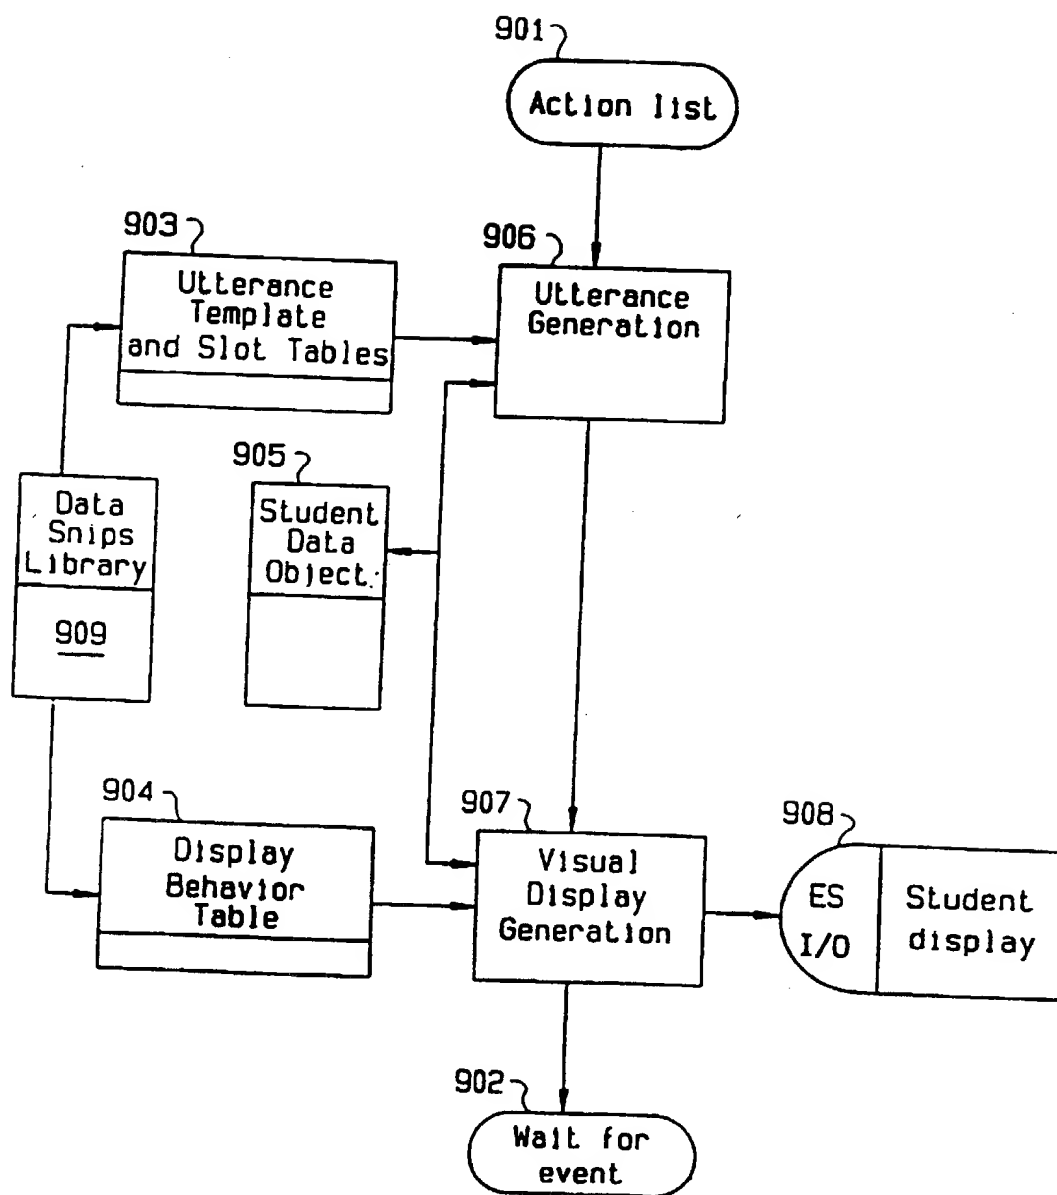 901
Action list
903
Utterance
Template
and Slot Tables
906
Utterance
Generation
905
Student
Data
Object
Data
Snips
Library
909
904
Display
Behavior
Table
907
Visual
Display
Generation
908
ES
I/O
Student
display
902
Wait for
event